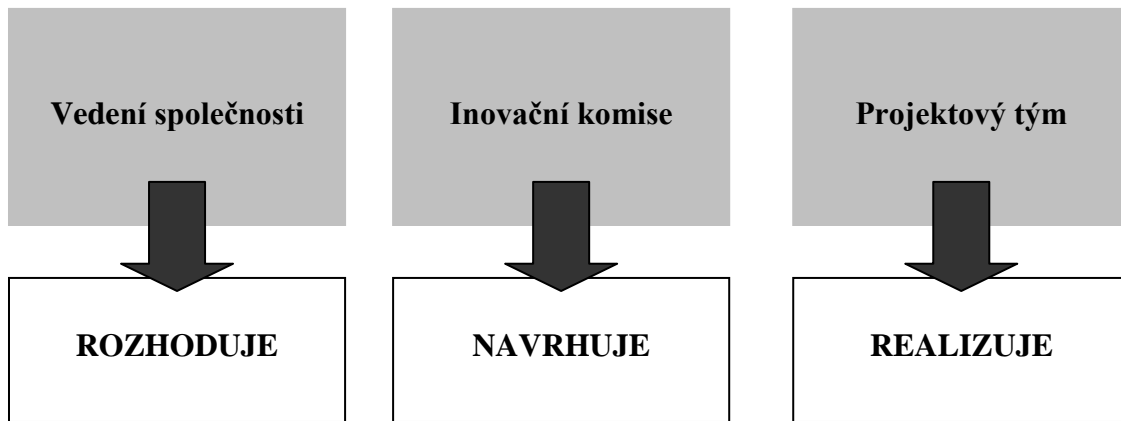 Vedení společnosti
Inovační komise
Projektový tým
ROZHODUJE
NAVRHUJE
REALIZUJE